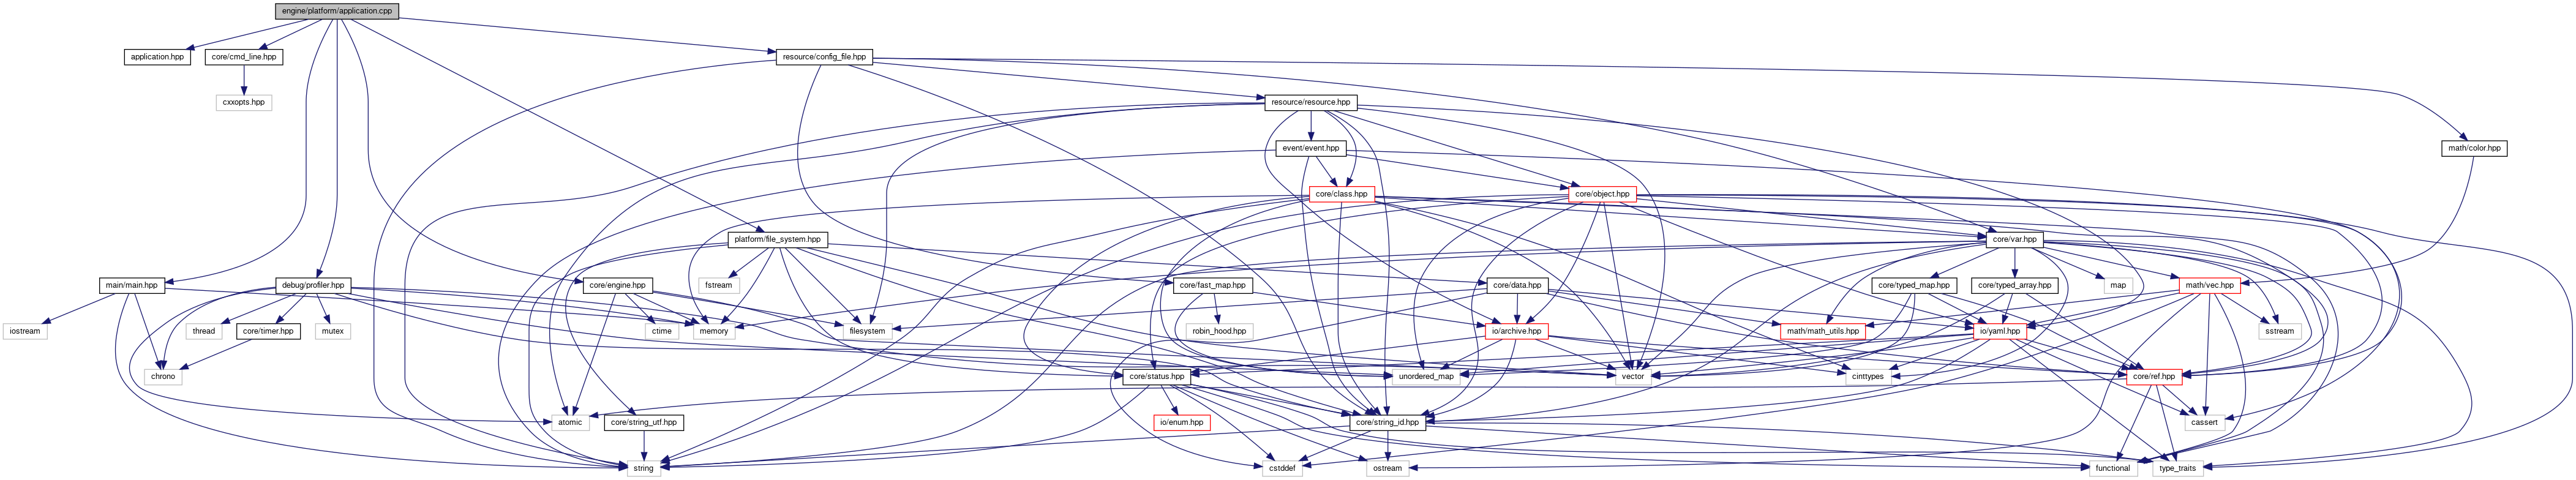 engine/platform/application.cpp
application.hpp
core/cmd_line.hpp
resource/config_file.hpp
cxxopts.hpp
resource/resource.hpp
event/event.hpp
math/color.hpp
core/class.hpp
core/object.hpp
platform/file_system.hpp
core/var.hpp
main/main.hpp
debug/profiler.hpp
core/engine.hpp
fstream
core/fast_map.hpp
core/data.hpp
core/typed_map.hpp
core/typed_array.hpp
map
math/vec.hpp
iostream
thread
core/timer.hpp
mutex
ctime
memory
filesystem
robin_hood.hpp
io/archive.hpp
math/math_utils.hpp
io/yaml.hpp
sstream
chrono
core/status.hpp
unordered_map
vector
cinttypes
core/ref.hpp
atomic
core/string_utf.hpp
io/enum.hpp
core/string_id.hpp
cassert
string
cstddef
ostream
functional
type_traits